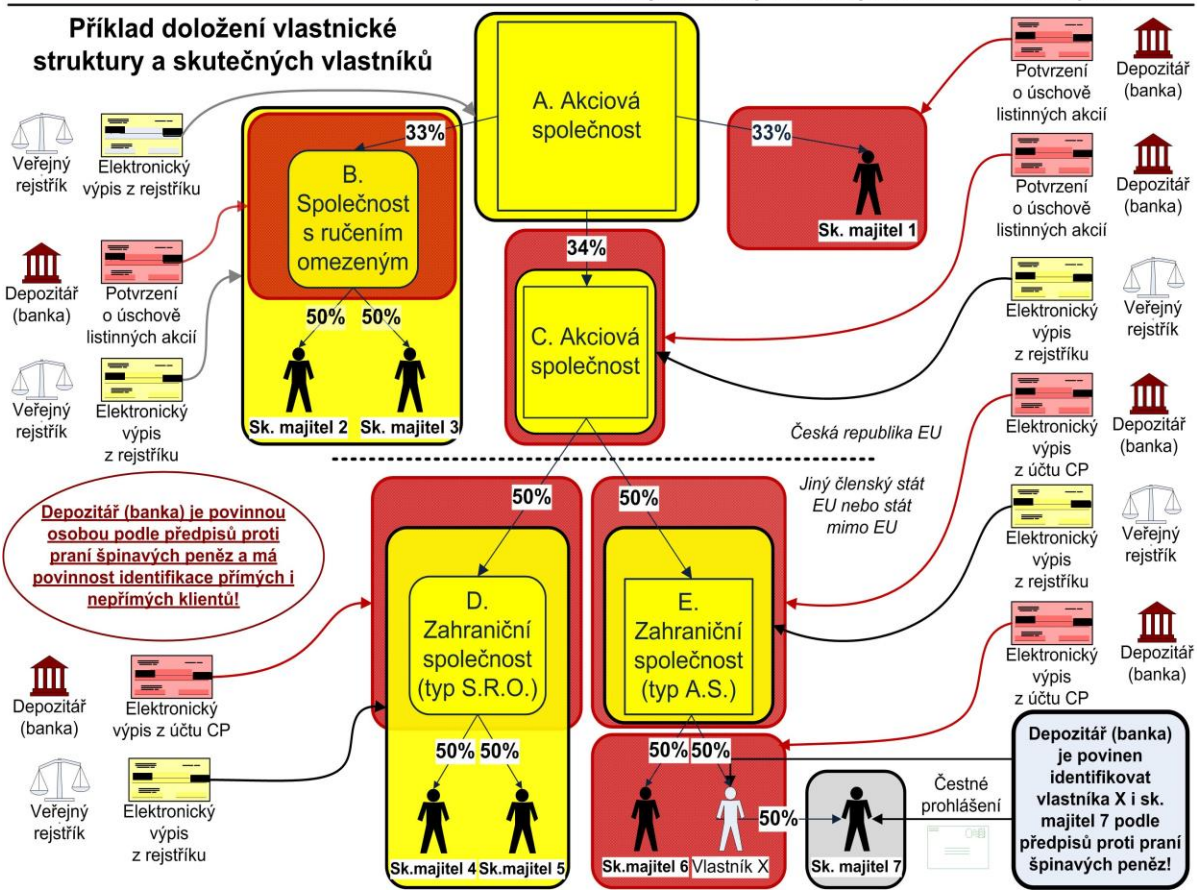 Příklad doložení vlastnické
struktury a skutečných vlastníků
Veřejný
rejstřík
Elektronický
výpis z rejstříku
Depozitář
(banka)
Potvrzení
o úschově
listinných akcií
Veřejný
rejstřík
Elektronický
výpis
z rejstříku
33%
B.
Společnost
s ručením
omezeným
50%
50%
Sk. majitel 2
Sk. majitel 3
A. Akciová
společnost
33%
Sk. majitel 1
34%
C. Akciová
společnost
Potvrzení
o úschově
listinných akcií
Depozitář
(banka)
Potvrzení
o úschově
listinných akcií
Depozitář
(banka)
Elektronický
výpis
z rejstříku
Veřejný
rejstřík
Elektronický
výpis
z účtu CP
Depozitář
(banka)
Elektronický
výpis
z rejstříku
Veřejný
rejstřík
Elektronický
výpis
z účtu CP
Depozitář
(banka)
Česká republika EU
Jiný členský stát
EU nebo stát
mimo EU
Depozitář (banka) je povinnou
osobou podle předpisů proti
praní špinavých peněz a má
povinnost identifikace přímých i
nepřímých klientů!
Depozitář
(banka)
Elektronický
výpis z účtu CP
Veřejný
rejstřík
Elektronický
výpis
z rejstříku
50%
50%
D.
Zahraniční
společnost
(typ S.R.O.)
50%
50%
Sk.majitel 4
Sk.majitel 5
E.
Zahraniční
společnost
(typ A.S.)
50%
50%
Sk.majitel 6
Vlastník X
50%
Sk. majitel 7
Čestné
prohlášení
Depozitář (banka)
je povinen
identifikovat
vlastníka X i sk.
majitel 7 podle
předpisů proti praní
špinavých peněz!